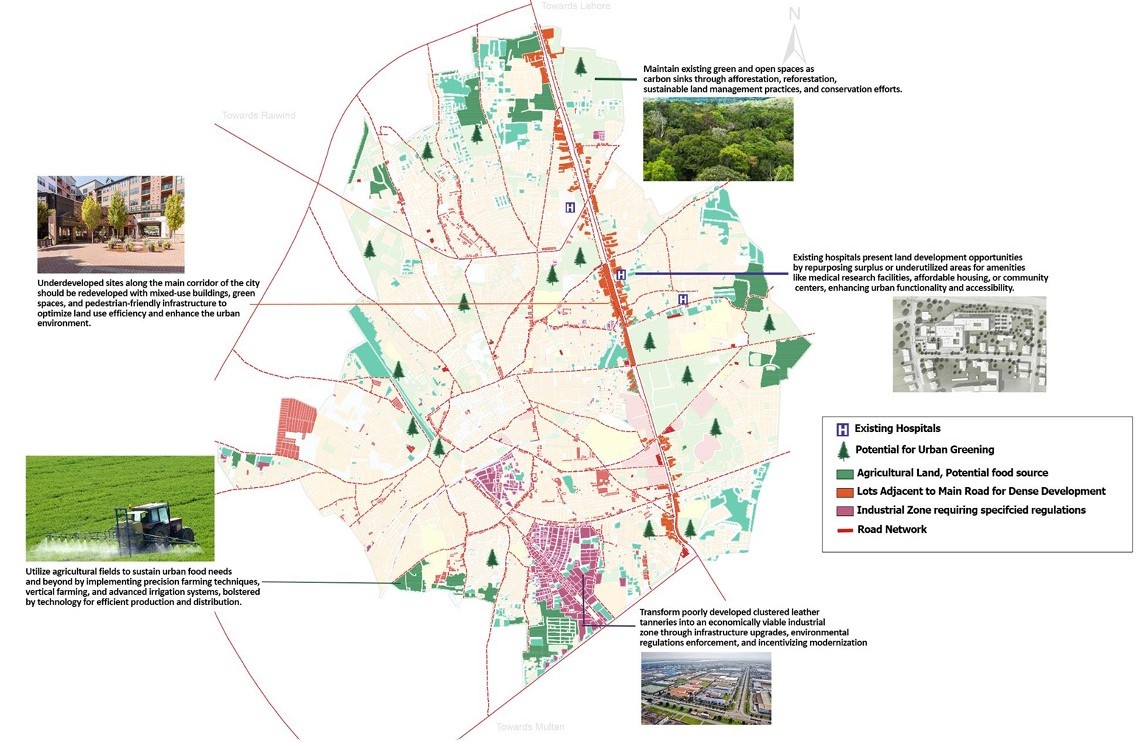 Towards Lahore
N
Maintain existing green and open spaces as
carbon sinks through afforestation, reforestation,
sustainable land management practices, and conservation efforts.
Towards Raiwind
H
Existing hospitals present land development opportunities
by repurposing surplus or underutilized areas for amenities
like medical research facilities, affordable housing, or community
centers, enhancing urban functionality and accessibility.
H
H
Underdeveloped sites along the main corridor of the city
should be redeveloped with mixed-use buildings, green
spaces, and pedestrian-friendly infrastructure to
optimize land use efficiency and enhance the urban
environment.
H Existing Hospitals
Potential for Urban Greening
Agricultural Land, Potential food source
Lots Adjacent to Main Road for Dense Development
Industrial Zone requiring specifcied regulations
Road Network
Utilize agricultural fields to sustain urban food needs
and beyond by implementing precision farming techniques,
vertical farming, and advanced irrigation systems, bolstered
by technology for efficient production and distribution.
Transform poorly developed clustered leather
tanneries into an economically viable industrial
zone through infrastructure upgrades, environmental
regulations enforcement, and incentivizing modernization
Towards Multan